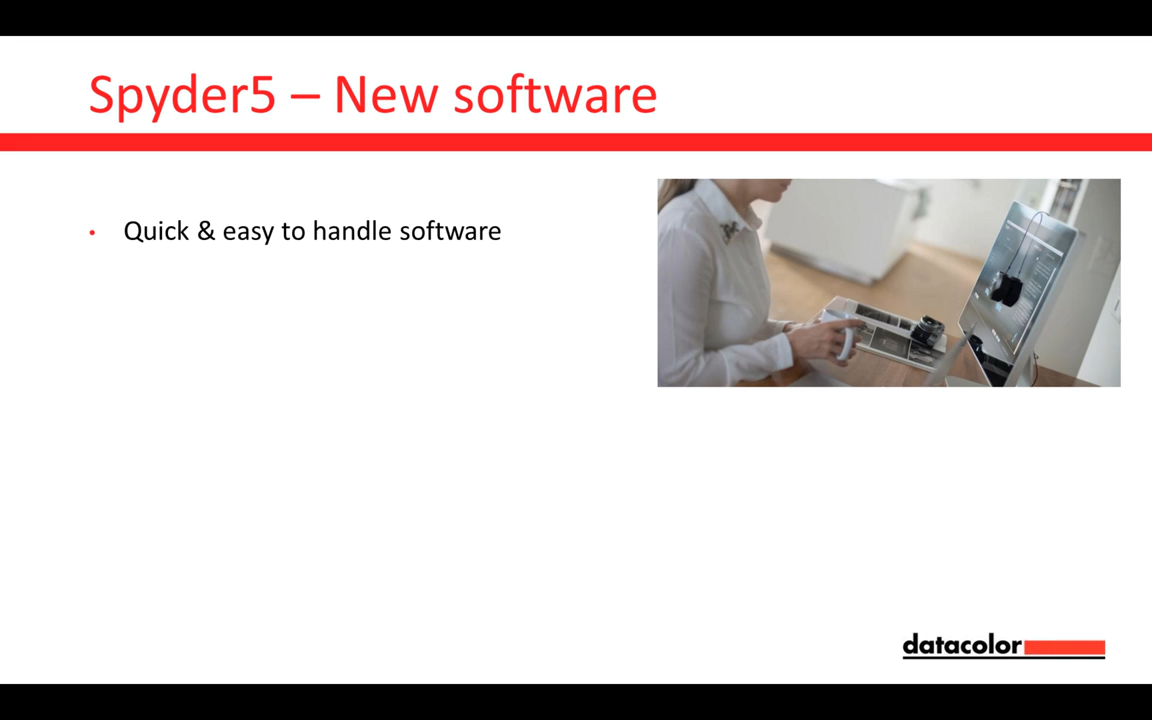 Spyder5 – New software
• Quick & easy to handle software
datacolor